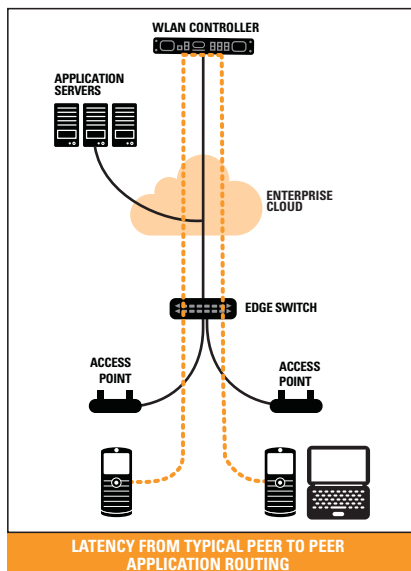 WLAN CONTROLLER
APPLICATION
SERVERS
ENTERPRISE
CLOUD
EDGE SWITCH
ACCESS
POINT
ACCESS
POINT
LATENCY FROM TYPICAL PEER TO PEER
APPLICATION ROUTING